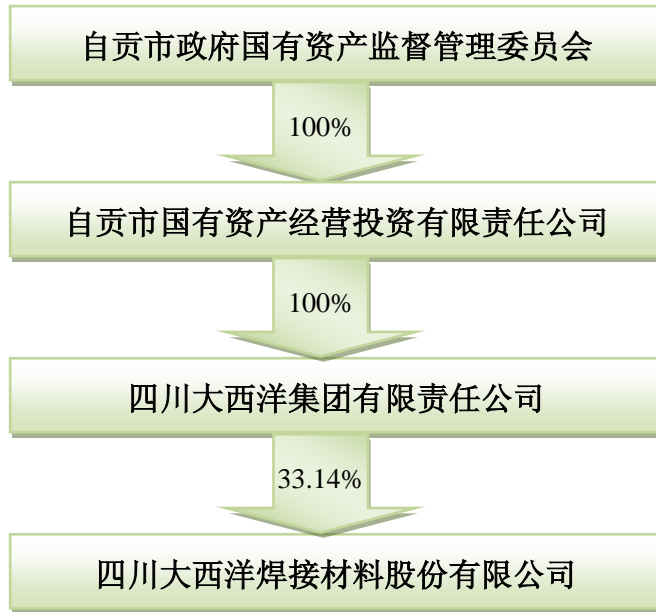 自贡市政府国有资产监督管理委员会
100%
自贡市国有资产经营投资有限责任公司
100%
四川大西洋集团有限责任公司
33.14%
四川大西洋焊接材料股份有限公司